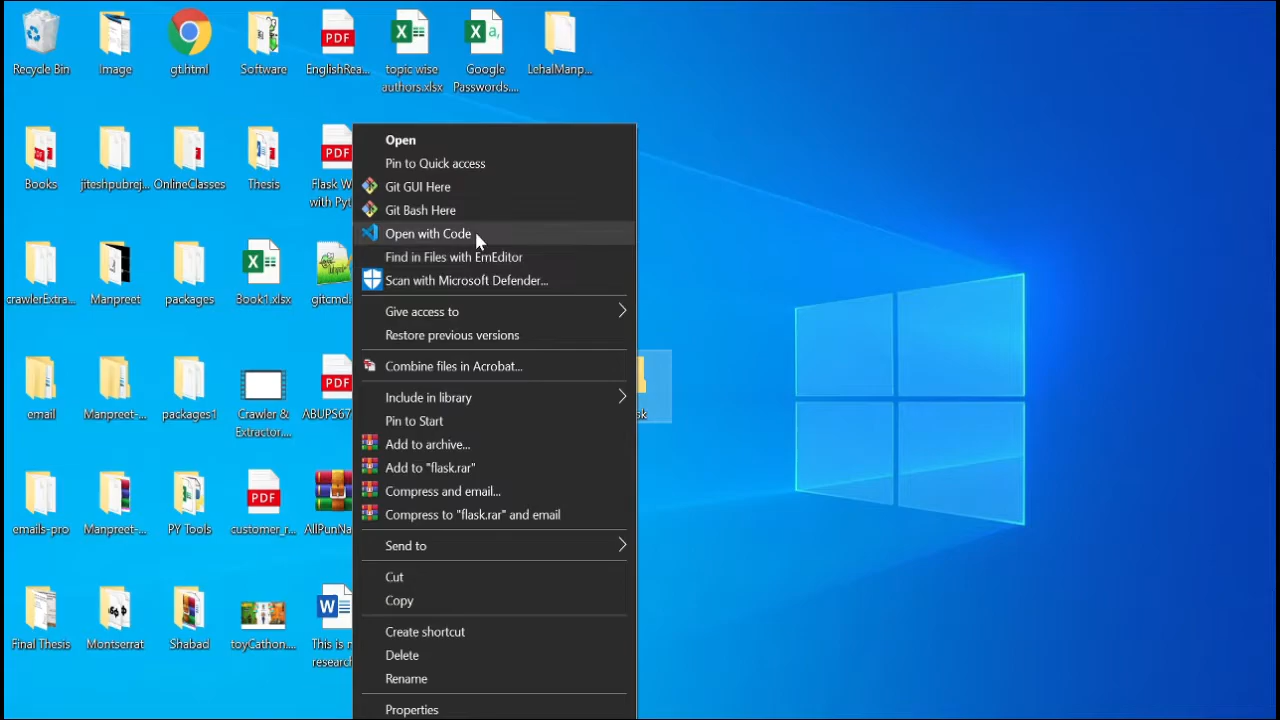 Recycle Bin
Image
gt.html
Software
EnglishRea...
topic wise
authors.xlsx
Google
Passwords....
LehalManp...
Books
jiteshpubrej...
OnlineClasses
Thesis
Flask W
with Pyt
crawlerExtra...
Manpreet
packages
Book1.xlsx
gitcmd.
email
Manpreet-...
packages1
Crawler &
Extractor....
ABUPS67
emails-pro
Manpreet-...
PY Tools
customer_r...
AllPunNa
Final Thesis
Montserrat
Shabad
toyCathon....
This is n
research
Open
Pin to Quick access
Git GUI Here
Git Bash Here
Open with Code
Find in Files with EmEditor
Scan with Microsoft Defender...
Give access to
Restore previous versions
Combine files in Acrobat...
Include in library
Pin to Start
Add to archive...
Add to "flask.rar"
Compress and email...
Compress to "flask.rar" and email
Send to
Cut
Copy
Create shortcut
Delete
Rename
Properties
sk